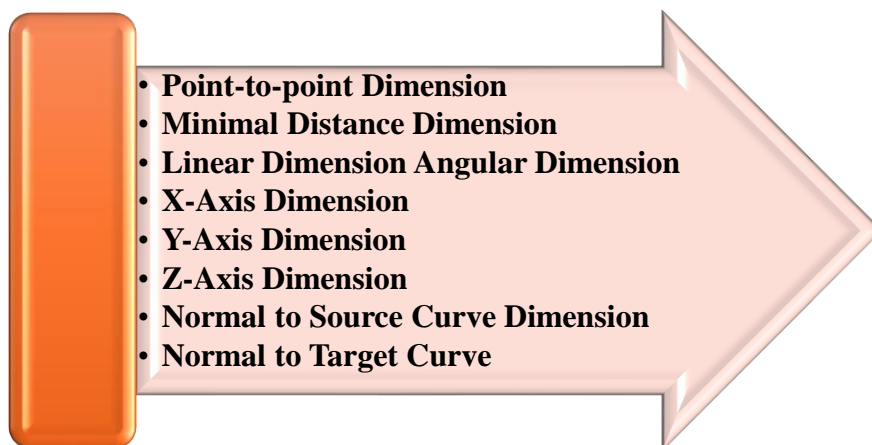 • Point-to-point Dimension
• Minimal Distance Dimension
• Linear Dimension Angular Dimension
• X-Axis Dimension
• Y-Axis Dimension
• Z-Axis Dimension
• Normal to Source Curve Dimension
• Normal to Target Curve